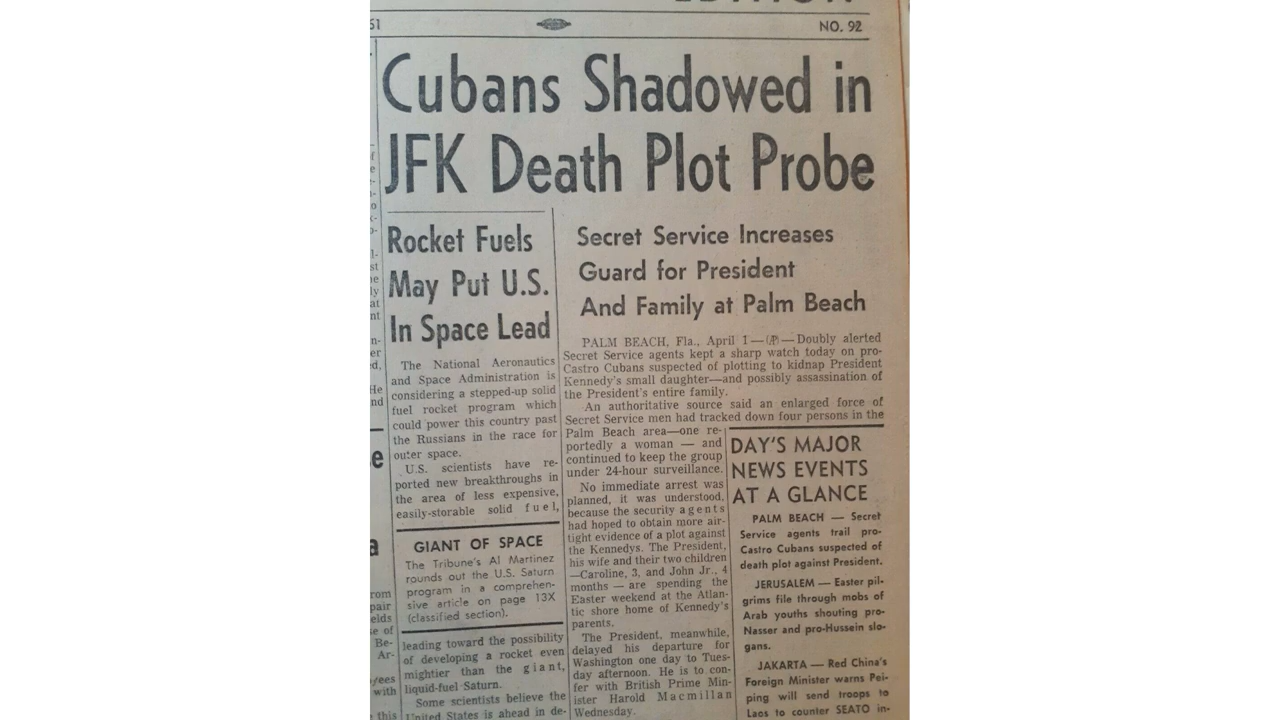 NO. 92
Cubans Shadowed in
JFK Death Plot Probe
Rocket Fuels
May Put U.S.
In Space Lead
The National Aeronautics
and Space Administration is
considering a stepped-up solid
fuel rocket program which
could power this country past
the Russians in the race for
outer space.
U.S. scientists have re-
ported new breakthroughs in
the area of less expensive,
easily-storable solid fuel,
GIANT OF SPACE
The Tribune's Al Martinez
rounds out the U.S. Saturn
program in a comprehen-
sive article on page 13X
(classified section).
leading toward the possibility
of developing a rocket even
mightier than the giant,
liquid-fuel Saturn.
Some scientists believe the
United States is ahead in de-
Secret Service Increases
Guard for President
And Family at Palm Beach
PALM BEACH, Fla., April 1—(AP)—Doubly alerted
Secret Service agents kept a sharp watch today on pro-
Castro Cubans suspected of plotting to kidnap President
Kennedy's small daughter—and possibly assassination of
the President's entire family.
An authoritative source said an enlarged force of
Secret Service men had tracked down four persons in the
Palm Beach area—one re-
portedly a woman — and
continued to keep the group
under 24-hour surveillance.
No immediate arrest was
planned, it was understood,
because the security agents
had hoped to obtain more air-
tight evidence of a plot against
the Kennedys. The President,
his wife and their two children
—Caroline, 3, and John Jr., 4
months — are spending the
Easter weekend at the Atlan-
tic shore home of Kennedy's
parents.
The President, meanwhile,
delayed his departure for
Washington one day to Tues-
day afternoon. He is to con-
fer with British Prime Min-
ister Harold Macmillan
Wednesday.
DAY'S MAJOR
NEWS EVENTS
AT A GLANCE
PALM BEACH — Secret
Service agents trail pro-
Castro Cubans suspected of
death plot against President.
JERUSALEM — Easter pil-
grims file through mobs of
Arab youths shouting pro-
Nasser and pro-Hussein slo-
gans.
JAKARTA — Red China's
Foreign Minister warns Pei-
ping will send troops to
Laos to counter SEATO in-